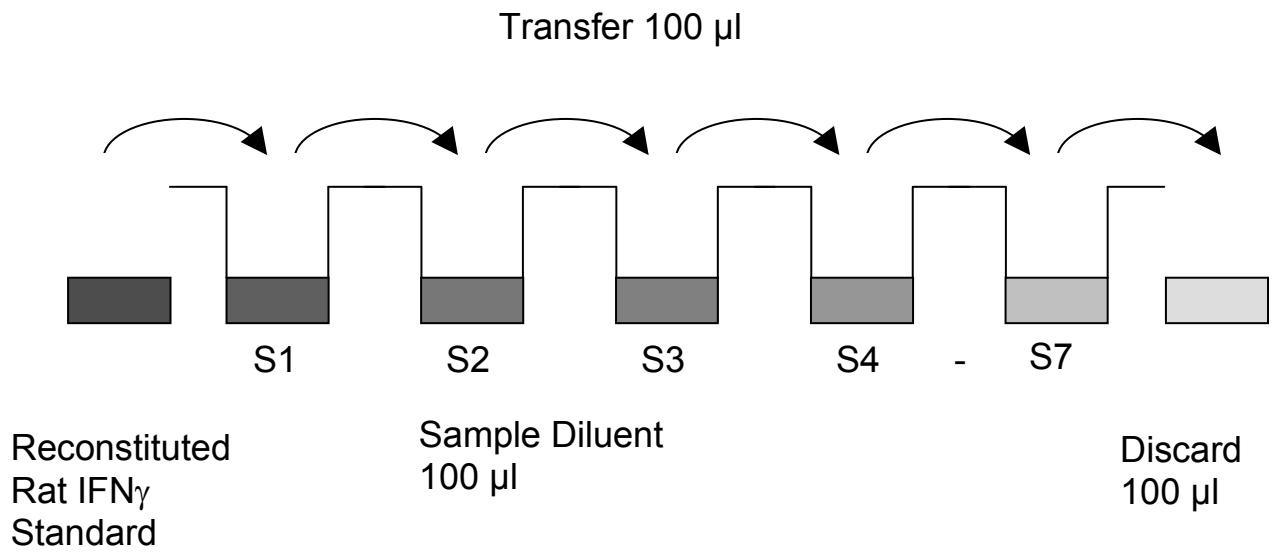 Transfer 100 µl
S1 S2 S3 S4 - S7
Reconstituted
Rat IFNγ
Standard
Sample Diluent
100 µl
Discard
100 µl